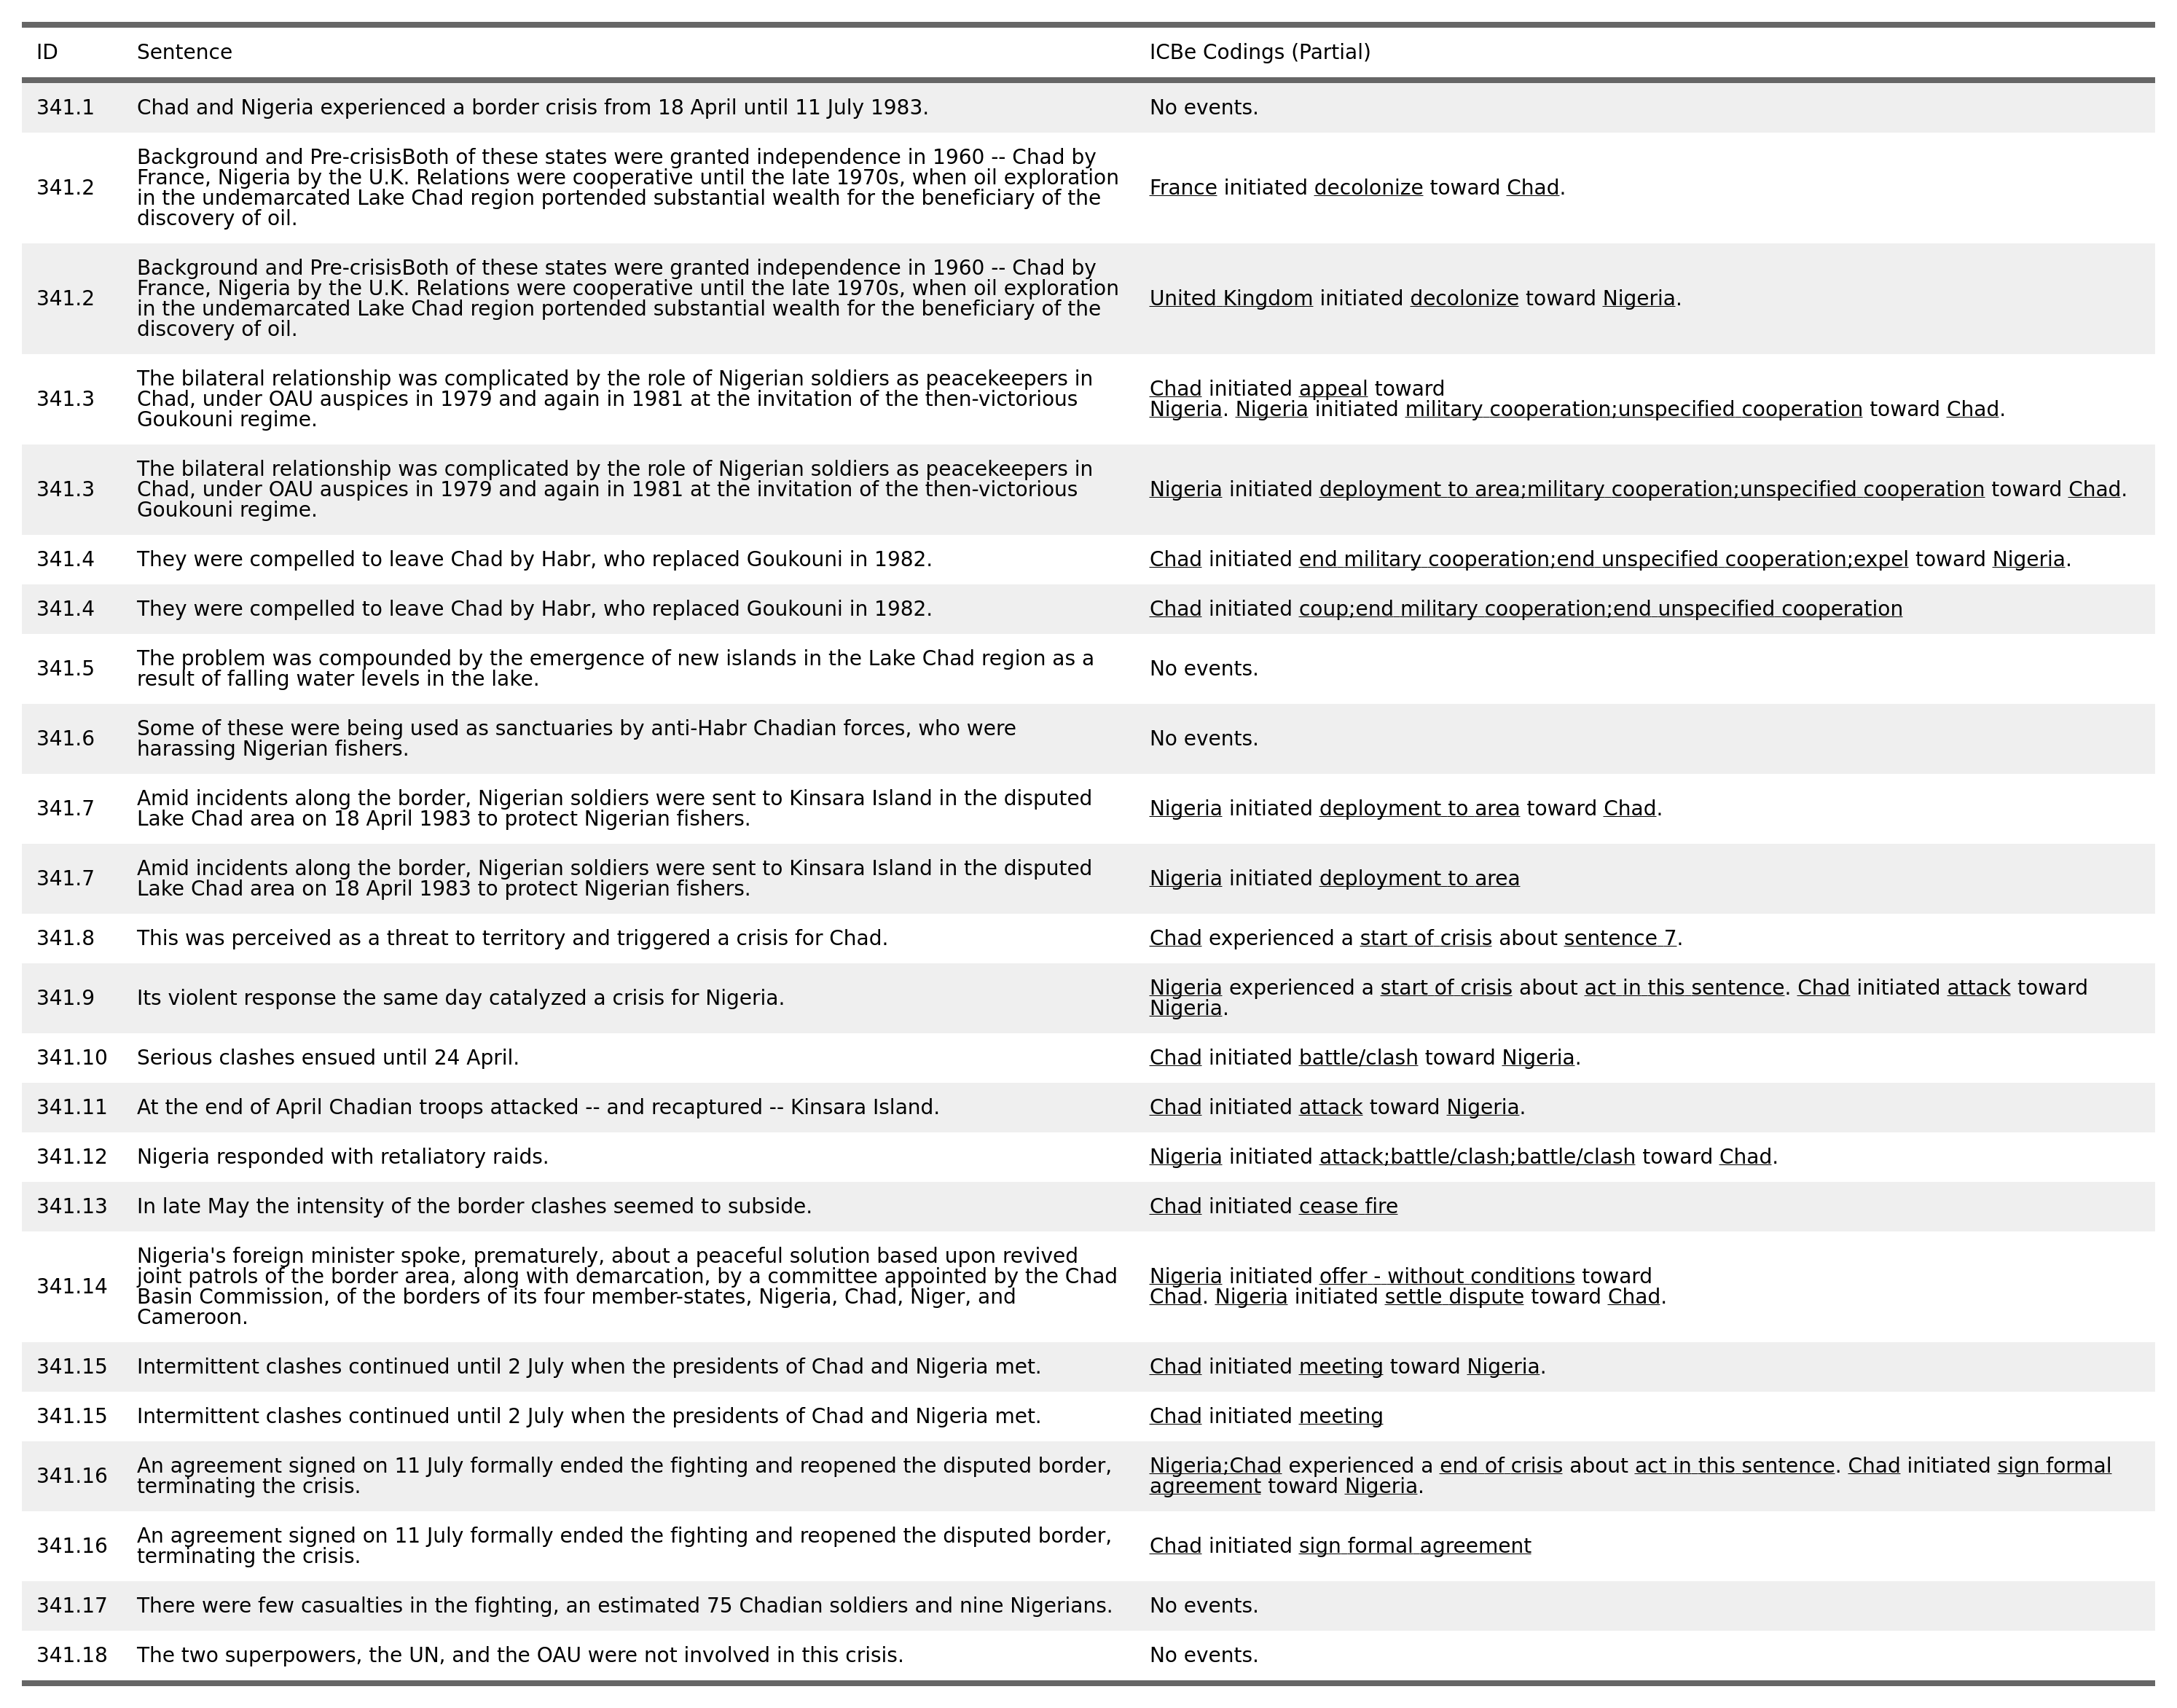 ID Sentence ICBe Codings (Partial)
341.1 Chad and Nigeria experienced a border crisis from 18 April until 11 July 1983. No events.
Background and Pre-crisisBoth of these states were granted independence in 1960 -- Chad by
France, Nigeria by the U.K. Relations were cooperative until the late 1970s, when oil exploration
341.2 France initiated decolonize toward Chad.
in the undemarcated Lake Chad region portended substantial wealth for the beneficiary of the
discovery of oil.
Background and Pre-crisisBoth of these states were granted independence in 1960 -- Chad by
France, Nigeria by the U.K. Relations were cooperative until the late 1970s, when oil exploration
341.2 United Kingdom initiated decolonize toward Nigeria.
in the undemarcated Lake Chad region portended substantial wealth for the beneficiary of the
discovery of oil.
The bilateral relationship was complicated by the role of Nigerian soldiers as peacekeepers in
Chad initiated appeal toward
341.3 Chad, under OAU auspices in 1979 and again in 1981 at the invitation of the then-victorious
Nigeria. Nigeria initiated military cooperation;unspecified cooperation toward Chad.
Goukouni regime.
The bilateral relationship was complicated by the role of Nigerian soldiers as peacekeepers in
341.3 Chad, under OAU auspices in 1979 and again in 1981 at the invitation of the then-victorious Nigeria initiated deployment to area;military cooperation;unspecified cooperation toward Chad.
Goukouni regime.
341.4 They were compelled to leave Chad by Habr, who replaced Goukouni in 1982. Chad initiated end military cooperation;end unspecified cooperation;expel toward Nigeria.
341.4 They were compelled to leave Chad by Habr, who replaced Goukouni in 1982. Chad initiated coup;end military cooperation;end unspecified cooperation
The problem was compounded by the emergence of new islands in the Lake Chad region as a
341.5 No events.
result of falling water levels in the lake.
Some of these were being used as sanctuaries by anti-Habr Chadian forces, who were
341.6 No events.
harassing Nigerian fishers.
Amid incidents along the border, Nigerian soldiers were sent to Kinsara Island in the disputed
341.7 Nigeria initiated deployment to area toward Chad.
Lake Chad area on 18 April 1983 to protect Nigerian fishers.
Amid incidents along the border, Nigerian soldiers were sent to Kinsara Island in the disputed
341.7 Nigeria initiated deployment to area
Lake Chad area on 18 April 1983 to protect Nigerian fishers.
341.8 This was perceived as a threat to territory and triggered a crisis for Chad. Chad experienced a start of crisis about sentence 7.
Nigeria experienced a start of crisis about act in this sentence. Chad initiated attack toward
341.9 Its violent response the same day catalyzed a crisis for Nigeria.
Nigeria.
341.10 Serious clashes ensued until 24 April. Chad initiated battle/clash toward Nigeria.
341.11 At the end of April Chadian troops attacked -- and recaptured -- Kinsara Island. Chad initiated attack toward Nigeria.
341.12 Nigeria responded with retaliatory raids. Nigeria initiated attack;battle/clash;battle/clash toward Chad.
341.13 In late May the intensity of the border clashes seemed to subside. Chad initiated cease fire
Nigeria's foreign minister spoke, prematurely, about a peaceful solution based upon revived
joint patrols of the border area, along with demarcation, by a committee appointed by the Chad
Nigeria initiated offer - without conditions toward
341.14
Basin Commission, of the borders of its four member-states, Nigeria, Chad, Niger, and
Chad. Nigeria initiated settle dispute toward Chad.
Cameroon.
341.15 Intermittent clashes continued until 2 July when the presidents of Chad and Nigeria met. Chad initiated meeting toward Nigeria.
341.15 Intermittent clashes continued until 2 July when the presidents of Chad and Nigeria met. Chad initiated meeting
An agreement signed on 11 July formally ended the fighting and reopened the disputed border,
Nigeria;Chad experienced a end of crisis about act in this sentence. Chad initiated sign formal
341.16
terminating the crisis.
agreement toward Nigeria.
An agreement signed on 11 July formally ended the fighting and reopened the disputed border,
341.16 Chad initiated sign formal agreement
terminating the crisis.
341.17 There were few casualties in the fighting, an estimated 75 Chadian soldiers and nine Nigerians. No events.
341.18 The two superpowers, the UN, and the OAU were not involved in this crisis. No events.